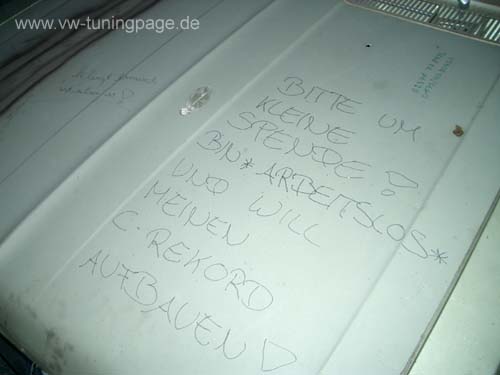 www.vw-tuningpage.de
BITTE UM
KLEINE
SPENDE!
BIN *ARBEITSLOS*
UND WILL
MEINEN
C-REKORD
AUFBAUEN!